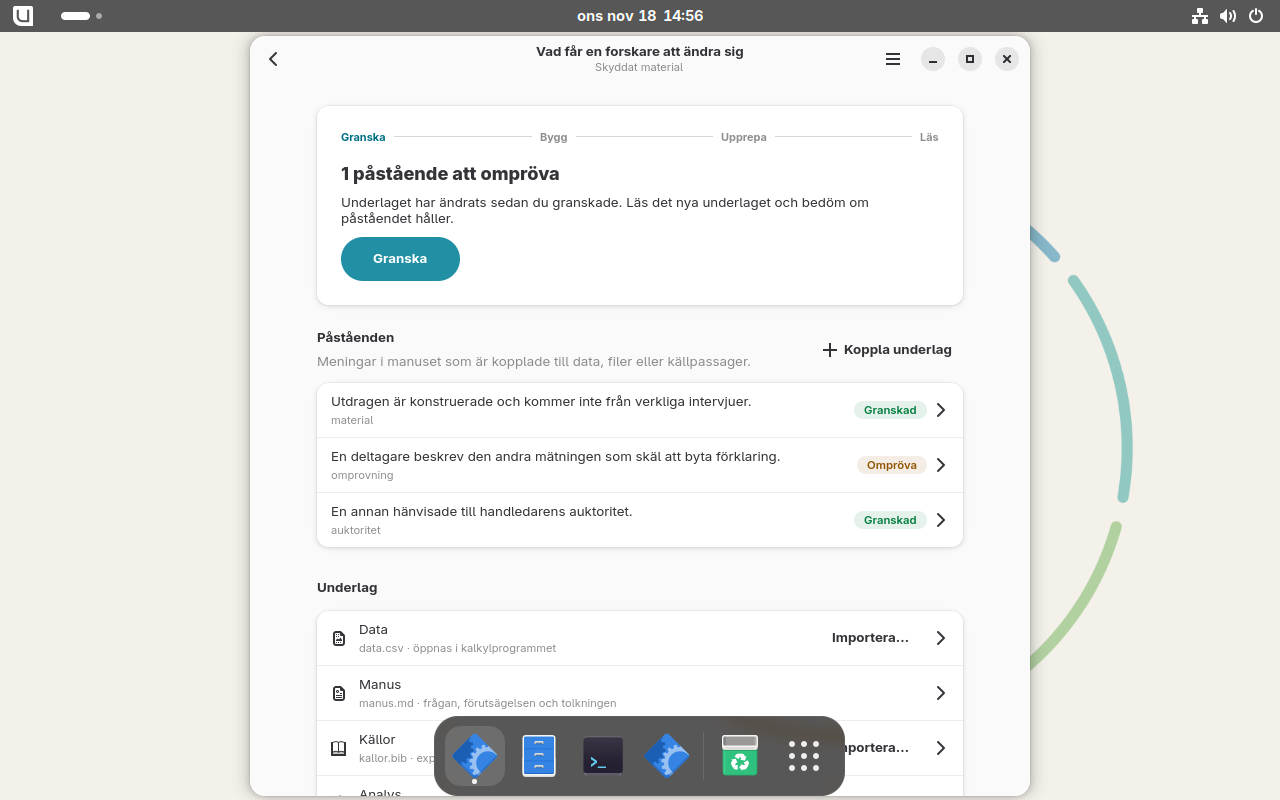 ons nov 18 14:56
Vad får en forskare att ändra sig
Skyddat material
Granska
Bygg
Upprepa
Läs
1 påstående att ompröva
Underlaget har ändrats sedan du granskade. Läs det nya underlaget och bedöm om
påståendet håller.
Granska
Påståenden
Meningar i manuset som är kopplade till data, filer eller källpassager.
Koppla underlag
Utdragen är konstruerade och kommer inte från verkliga intervjuer.
material
Granskad
En deltagare beskrev den andra mätningen som skäl att byta förklaring.
omprovning
Ompröva
En annan hänvisade till handledarens auktoritet.
auktoritet
Granskad
Underlag
Data
data.csv · öppnas i kalkylprogrammet
Importera...
Manus
manus.md · frågan, förutsägelsen och tolkningen
Källor
kallor.bib